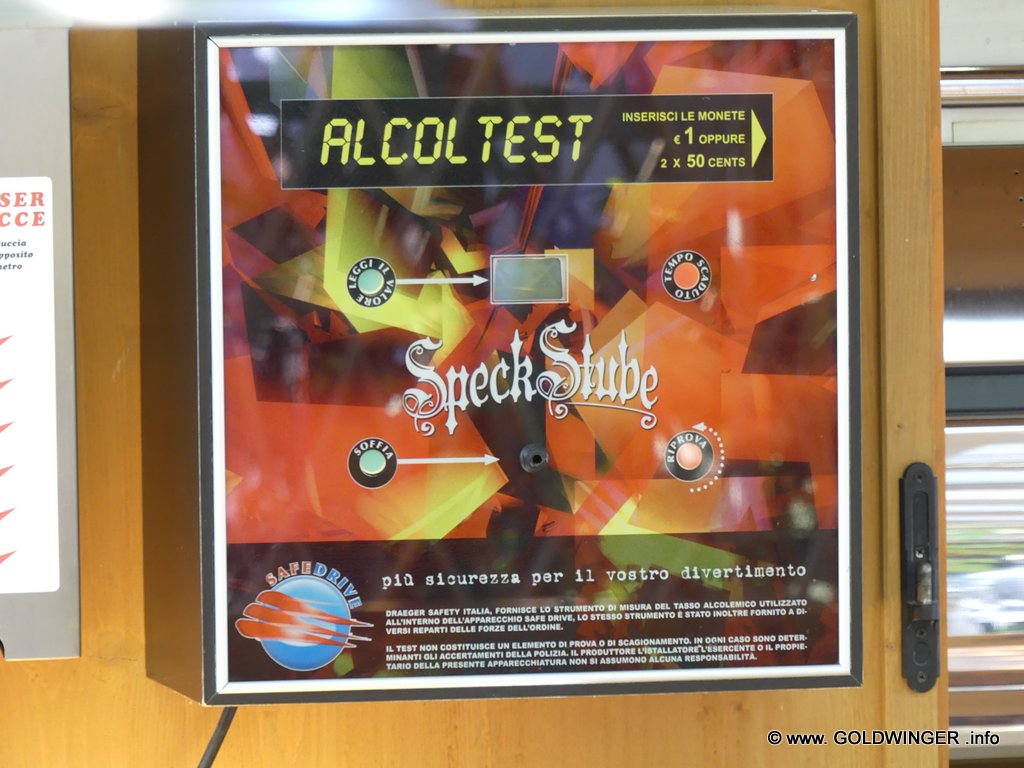 ALCOLTEST
INSERISCI LE MONETE
€ 1 OPPURE
2 X 50 CENTS
SER
CCE
uccia
pposito
metro
LEGGI IL VALORE
TEMPO SCADUTO
Speck Stube
SOFFIA
RIPROVA
SAFEDRIVE
più sicurezza per il vostro divertimento
DRAEGER SAFETY ITALIA, FORNISCE LO STRUMENTO DI MISURA DEL TASSO ALCOLEMICO UTILIZZATO
ALL'INTERNO DELL'APPARECCHIO SAFE DRIVE, LO STESSO STRUMENTO È STATO INOLTRE FORNITO A DI-
VERSI REPARTI DELLE FORZE DELL'ORDINE.
IL TEST NON COSTITUISCE UN ELEMENTO DI PROVA O DI SCAGIONAMENTO. IN OGNI CASO SONO DETER-
MINANTI GLI ACCERTAMENTI DELLA POLIZIA. IL PRODUTTORE L'ISTALLATORE L'ESERCENTE O IL PROPIE-
TARIO DELLA PRESENTE APPARECCHIATURA NON SI ASSUMONO ALCUNA RESPONSABILITÀ.
© www. GOLDWINGER .info